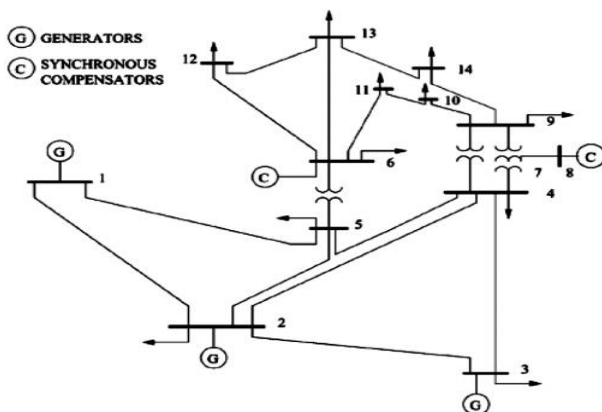 G GENERATORS
C SYNCHRONOUS
COMPENSATORS
13
12
14
11
10
9
G
C
6
7
8
C
1
4
5
2
G
3
G